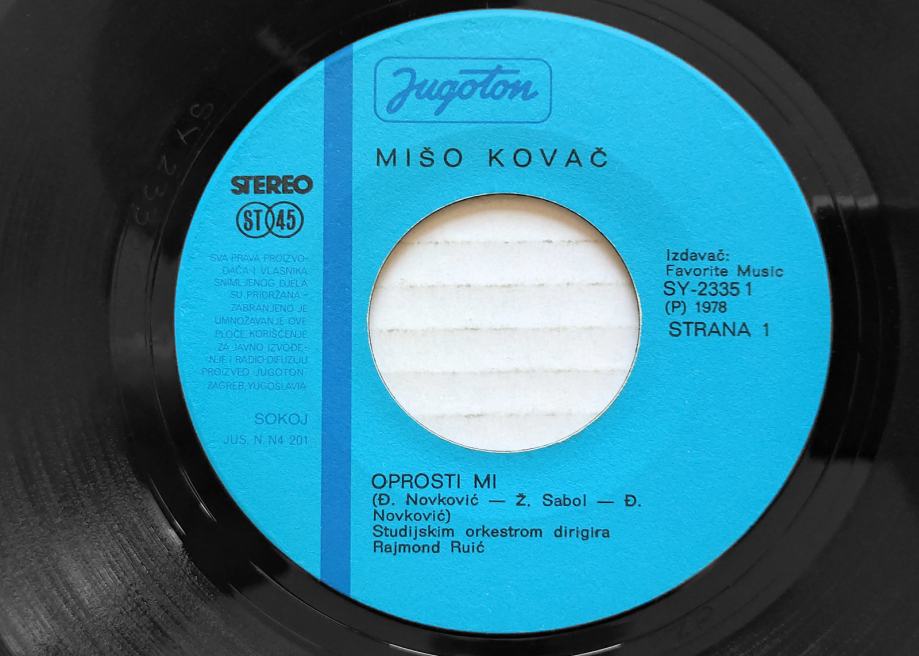 Jugoton
MIŠO KOVAČ
STEREO
ST 45
SVA PRAVA PROIZVO-
ĐAČA I VLASNIKA
SNIMLJENOG DJELA
SU PRIDRŽANA -
ZABRANJENO JE
UMNOŽAVANJE OVE
PLOČE, KORIŠĆENJE
ZA JAVNO IZVOĐE-
NJE I RADIO-DIFUZIJU
PROIZVED JUGOTON-
ZAGREB, YUGOSLAVIA
SOKOJ
JUS. N. N4 201
Izdavač:
Favorite Music
SY-23351
(P) 1978
STRANA 1
OPROSTI MI
(Đ. Novković — Ž. Sabol — Đ.
Novković)
Studijskim orkestrom dirigira
Rajmond Ruić